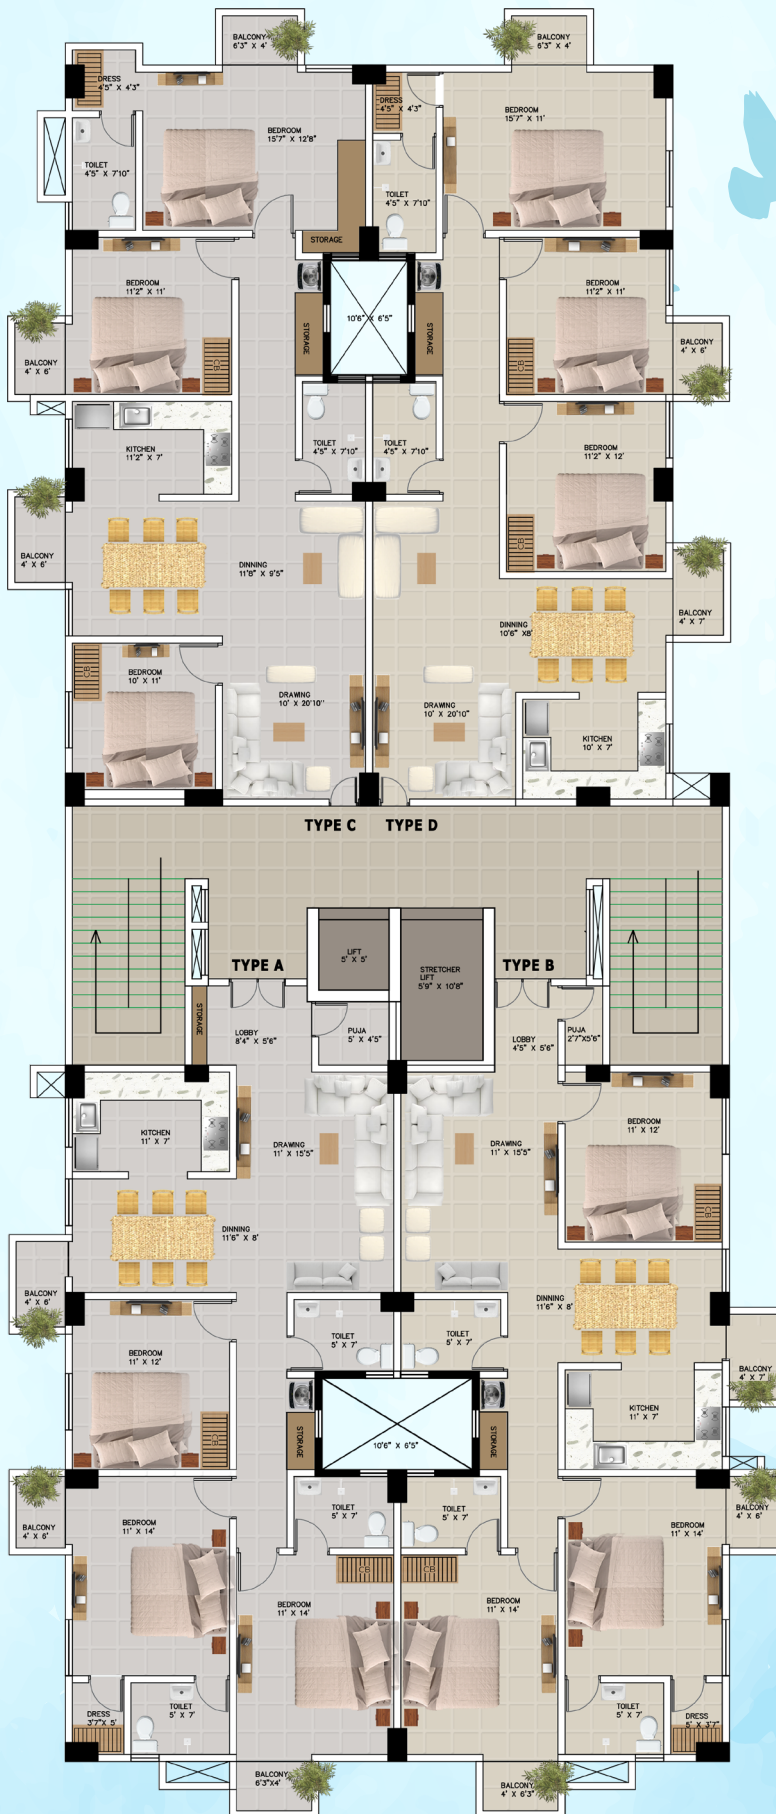 BALCONY
6'3" X 4'
BALCONY
6'3" X 4'
DRESS
4'5" X 4'3"
BEDROOM
15'7" X 12'8"
DRESS
4'5" X 4'3"
BEDROOM
15'7" X 11'
TOILET
4'5" X 7'10"
TOILET
4'5" X 7'10"
STORAGE
BEDROOM
11'2" X 11'
BEDROOM
11'2" X 11'
STORAGE
10'6" X 6'5"
STORAGE
BALCONY
4' X 6'
CB
CB
BALCONY
4' X 6'
KITCHEN
11'2" X 7'
TOILET
4'5" X 7'10"
TOILET
4'5" X 7'10"
BEDROOM
11'2" X 12'
CB
BALCONY
4' X 6'
DINNING
11'8" X 9'5"
DINNING
10'6" X8'
BALCONY
4' X 7'
CB
BEDROOM
10' X 11'
DRAWING
10' X 20'10"
DRAWING
10' X 20'10"
KITCHEN
10' X 7'
TYPE C
TYPE D
LIFT
5' X 5'
STRETCHER
LIFT
5'9" X 10'8"
TYPE A
TYPE B
STORAGE
LOBBY
8'4" X 5'6"
PUJA
5' X 4'5"
LOBBY
4'5" X 5'6"
PUJA
2'7"X5'6"
KITCHEN
11' X 7'
DRAWING
11' X 15'5"
DRAWING
11' X 15'5"
BEDROOM
11' X 12'
CB
DINNING
11'6" X 8'
BALCONY
4' X 6'
DINNING
11'6" X 8'
BEDROOM
11' X 12'
CB
TOILET
5' X 7'
TOILET
5' X 7'
BALCONY
4' X 7'
KITCHEN
11' X 7'
STORAGE
10'6" X 6'5"
STORAGE
BALCONY
4' X 6'
BEDROOM
11' X 14'
TOILET
5' X 7'
TOILET
5' X 7'
BEDROOM
11' X 14'
BALCONY
4' X 6'
CB
CB
BEDROOM
11' X 14'
BEDROOM
11' X 14'
DRESS
3'7"X 5'
TOILET
5' X 7'
TOILET
5' X 7'
DRESS
5' X 3'7"
BALCONY
6'3"X4'
BALCONY
4' X 6'3"